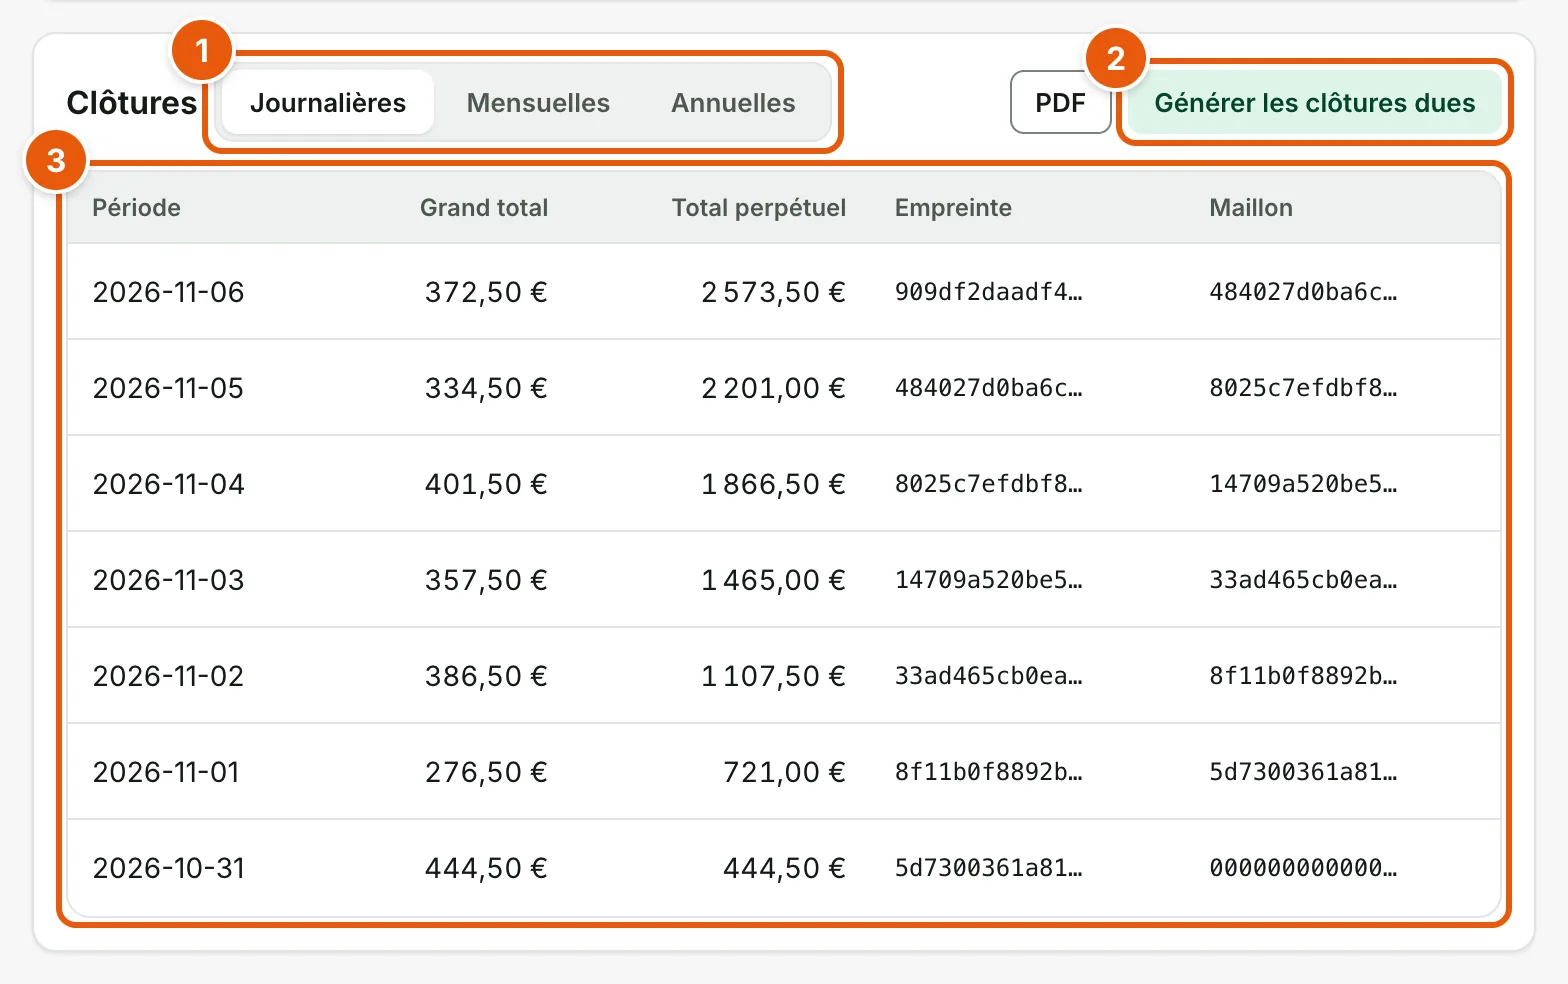 1
2
Clôtures
Journalières
Mensuelles
Annuelles
PDF
Générer les clôtures dues
3
Période Grand total Total perpétuel Empreinte Maillon
2026-11-06 372,50 € 2 573,50 € 909df2daadf4… 484027d0ba6c…
2026-11-05 334,50 € 2 201,00 € 484027d0ba6c… 8025c7efdbf8…
2026-11-04 401,50 € 1 866,50 € 8025c7efdbf8… 14709a520be5…
2026-11-03 357,50 € 1 465,00 € 14709a520be5… 33ad465cb0ea…
2026-11-02 386,50 € 1 107,50 € 33ad465cb0ea… 8f11b0f8892b…
2026-11-01 276,50 € 721,00 € 8f11b0f8892b… 5d7300361a81…
2026-10-31 444,50 € 444,50 € 5d7300361a81… 000000000000…